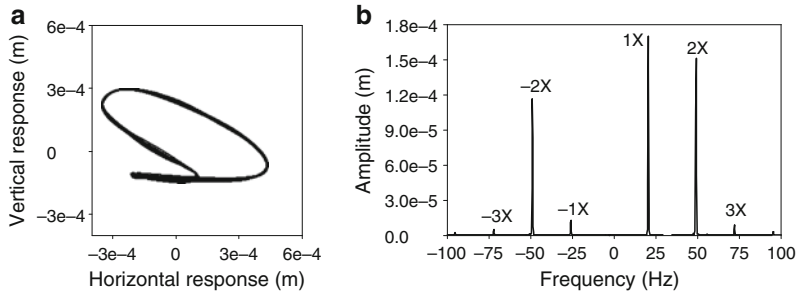 a
6e−4
3e−4
0
−3e−4
Vertical response (m)
−3e−4 0 3e−4 6e−4
Horizontal response (m)
b
1.8e−4
1.5e−4
1.2e−4
9.0e−5
6.0e−5
3.0e−5
0.0
Amplitude (m)
−3X
−2X
−1X
1X
2X
3X
−100 −75 −50 −25 0 25 50 75 100
Frequency (Hz)